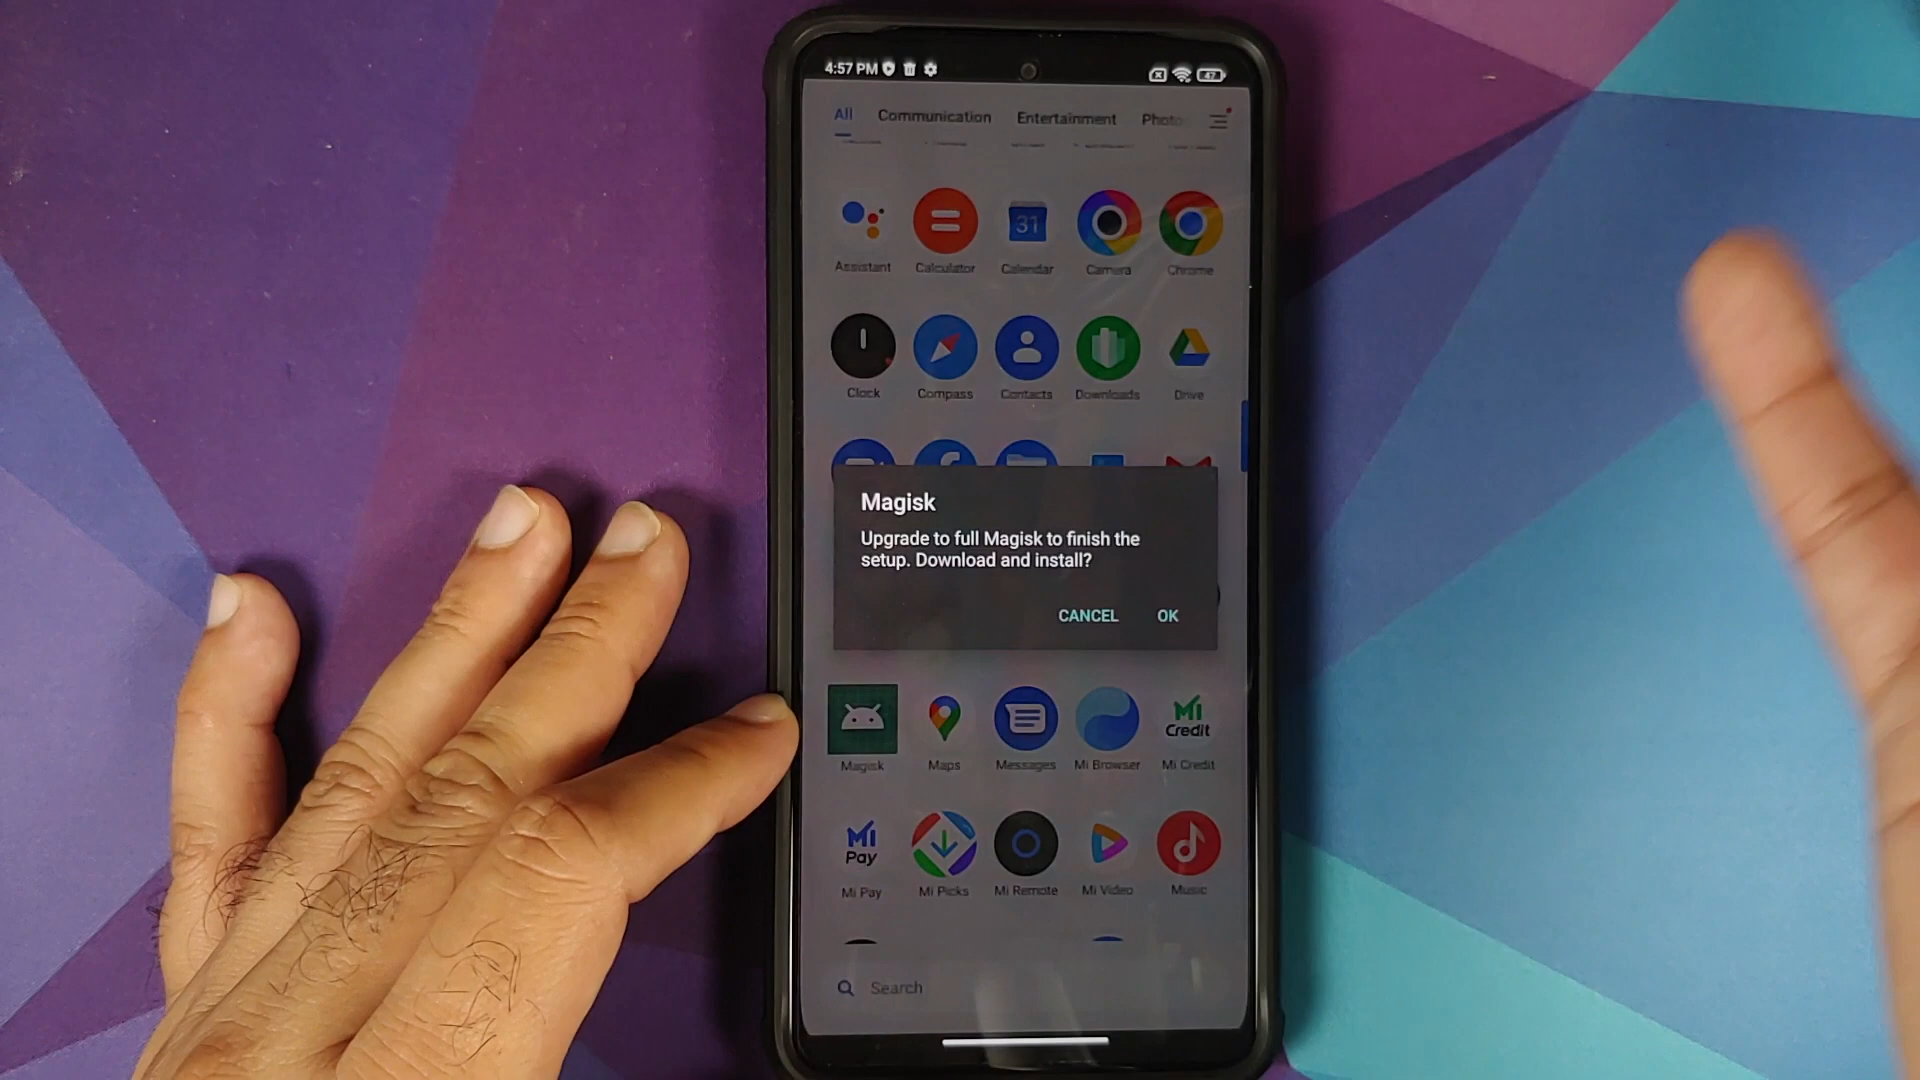 4:57 PM
47
All Communication Entertainment Photo
31
Assistant Calculator Calendar Camera Chrome
Clock Compass Contacts Downloads Drive
Magisk
Upgrade to full Magisk to finish the
setup. Download and install?
CANCEL OK
Mi
Credit
Magisk Maps Messages Mi Browser Mi Credit
Mi
Pay
Mi Pay Mi Picks Mi Remote Mi Video Music
Search